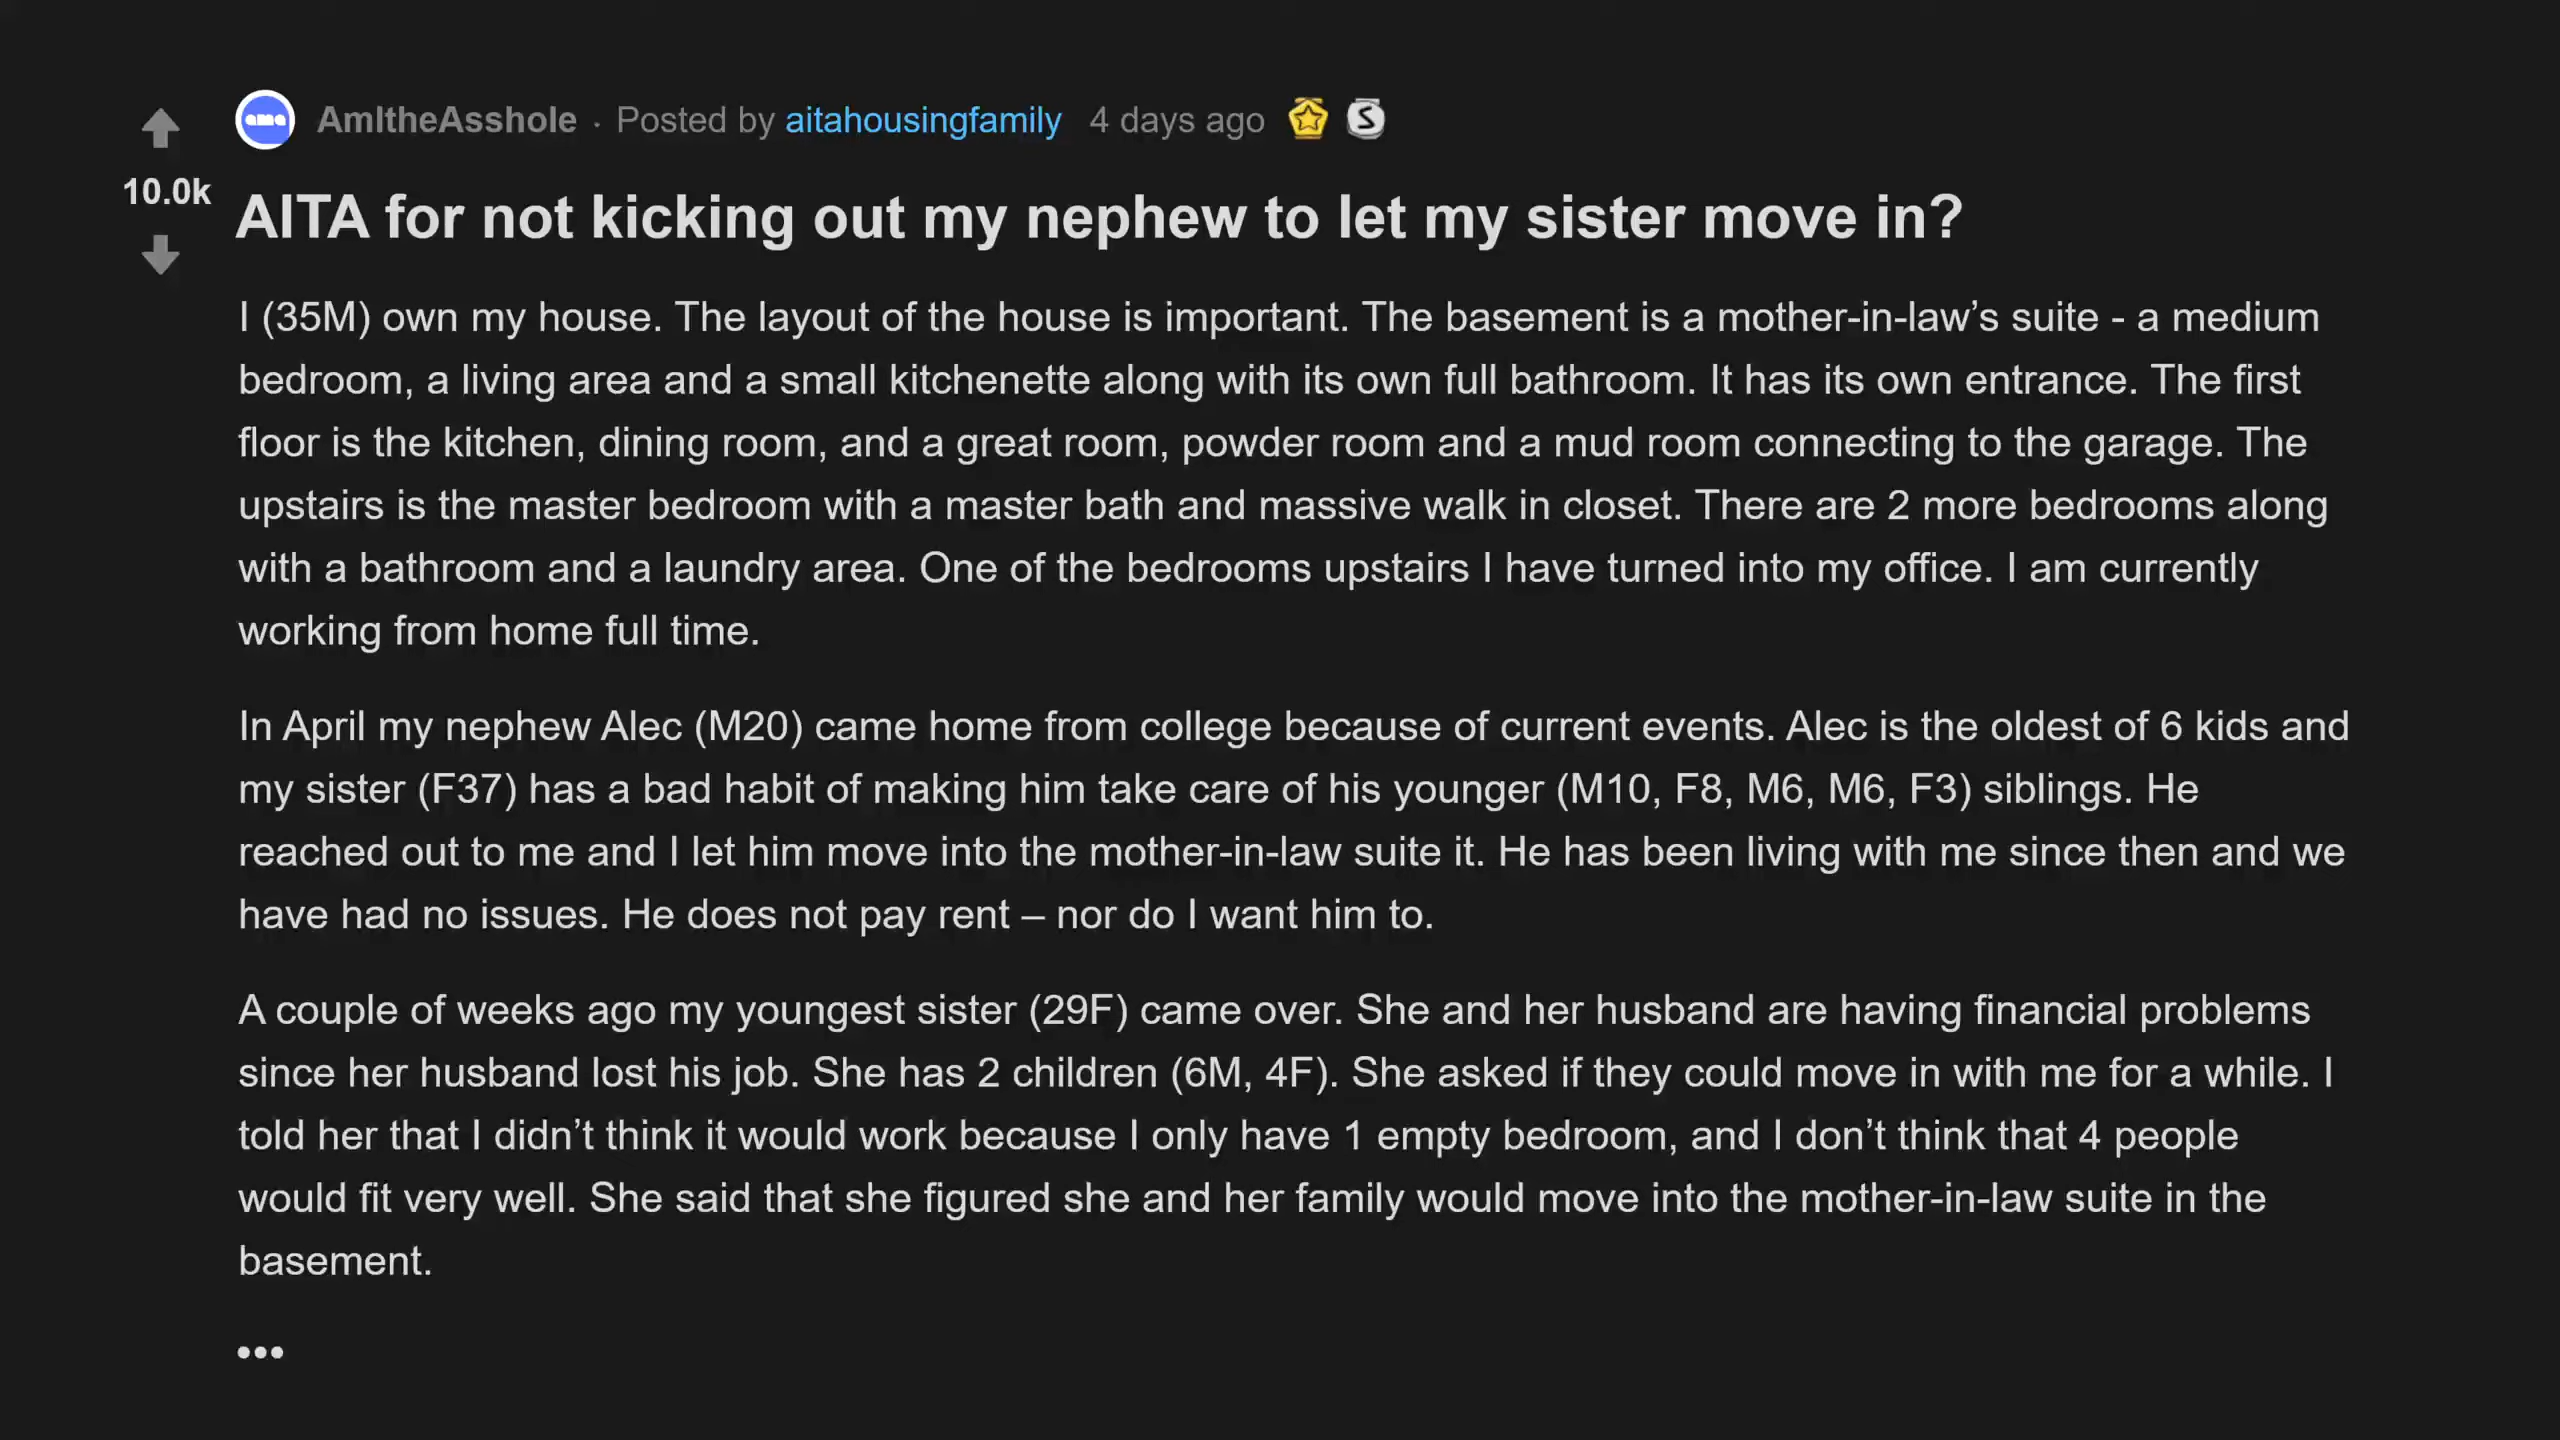 AmItheAsshole · Posted by aitahousingfamily 4 days ago
10.0k
AITA for not kicking out my nephew to let my sister move in?
I (35M) own my house. The layout of the house is important. The basement is a mother-in-law’s suite - a medium
bedroom, a living area and a small kitchenette along with its own full bathroom. It has its own entrance. The first
floor is the kitchen, dining room, and a great room, powder room and a mud room connecting to the garage. The
upstairs is the master bedroom with a master bath and massive walk in closet. There are 2 more bedrooms along
with a bathroom and a laundry area. One of the bedrooms upstairs I have turned into my office. I am currently
working from home full time.
In April my nephew Alec (M20) came home from college because of current events. Alec is the oldest of 6 kids and
my sister (F37) has a bad habit of making him take care of his younger (M10, F8, M6, M6, F3) siblings. He
reached out to me and I let him move into the mother-in-law suite it. He has been living with me since then and we
have had no issues. He does not pay rent – nor do I want him to.
A couple of weeks ago my youngest sister (29F) came over. She and her husband are having financial problems
since her husband lost his job. She has 2 children (6M, 4F). She asked if they could move in with me for a while. I
told her that I didn’t think it would work because I only have 1 empty bedroom, and I don’t think that 4 people
would fit very well. She said that she figured she and her family would move into the mother-in-law suite in the
basement.
•••